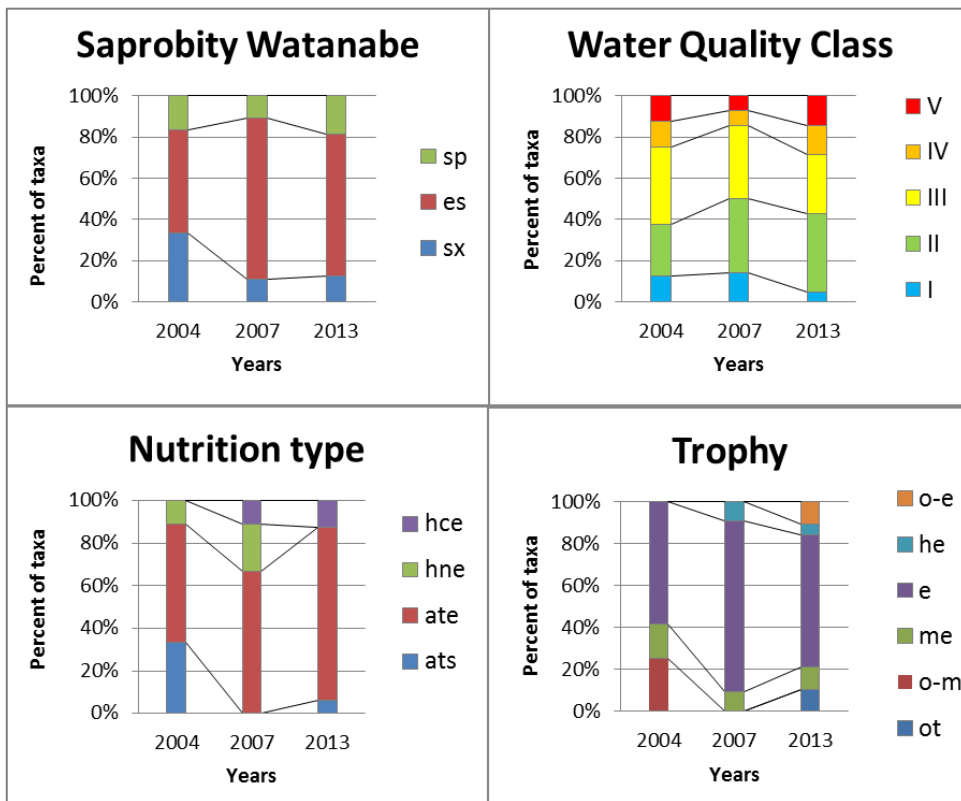 Saprobity Watanabe
100%
80%
60%
40%
20%
0%
Percent of taxa
2004 2007 2013
Years
sp
es
sx
Water Quality Class
100%
80%
60%
40%
20%
0%
Percent of taxa
2004 2007 2013
Years
V
IV
III
II
I
Nutrition type
100%
80%
60%
40%
20%
0%
Percent of taxa
2004 2007 2013
Years
hce
hne
ate
ats
Trophy
100%
80%
60%
40%
20%
0%
Percent of taxa
2004 2007 2013
Years
o-e
he
e
me
o-m
ot